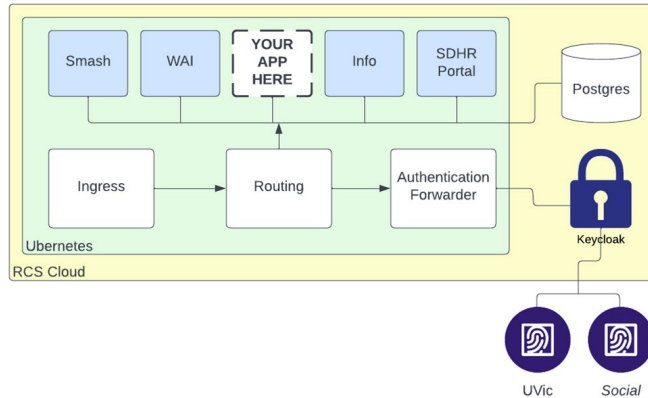 Smash
WAI
YOUR
APP
HERE
Info
SDHR
Portal
Postgres
Ingress
Routing
Authentication
Forwarder
Keycloak
Ubernetes
RCS Cloud
UVic
Social